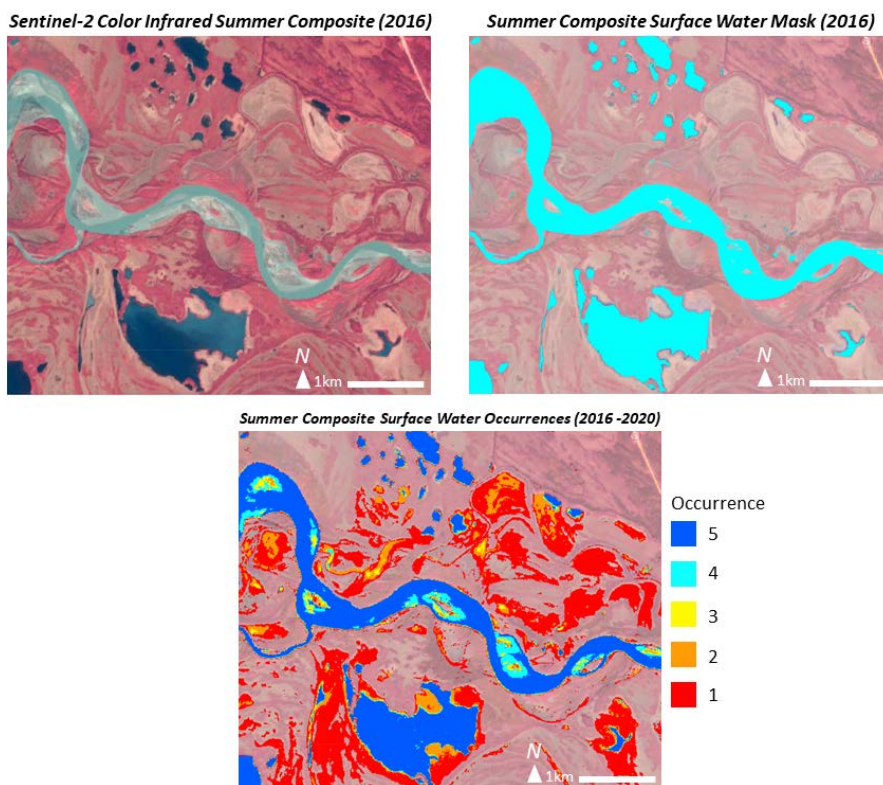 Sentinel-2 Color Infrared Summer Composite (2016)
Summer Composite Surface Water Mask (2016)
N
1km
N
1km
Summer Composite Surface Water Occurrences (2016 -2020)
Occurrence
5
4
3
2
1
N
1km